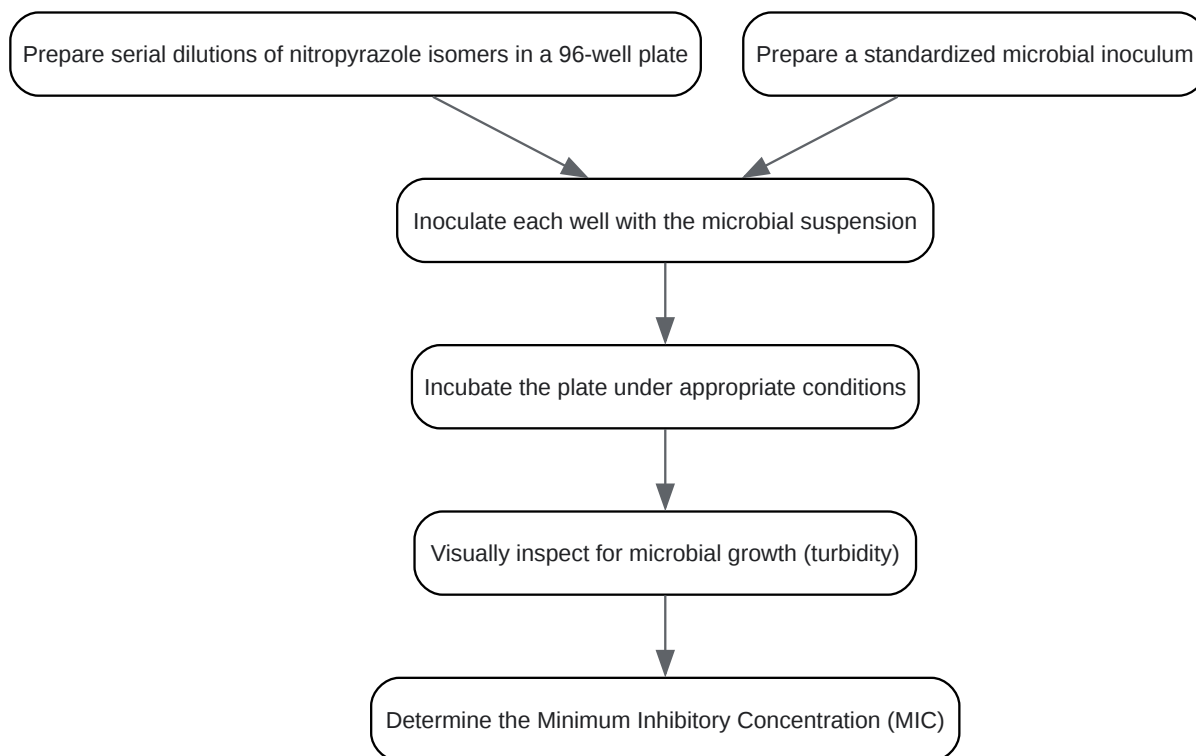 Prepare serial dilutions of nitropyrazole isomers in a 96-well plate
Prepare a standardized microbial inoculum
Inoculate each well with the microbial suspension
Incubate the plate under appropriate conditions
Visually inspect for microbial growth (turbidity)
Determine the Minimum Inhibitory Concentration (MIC)